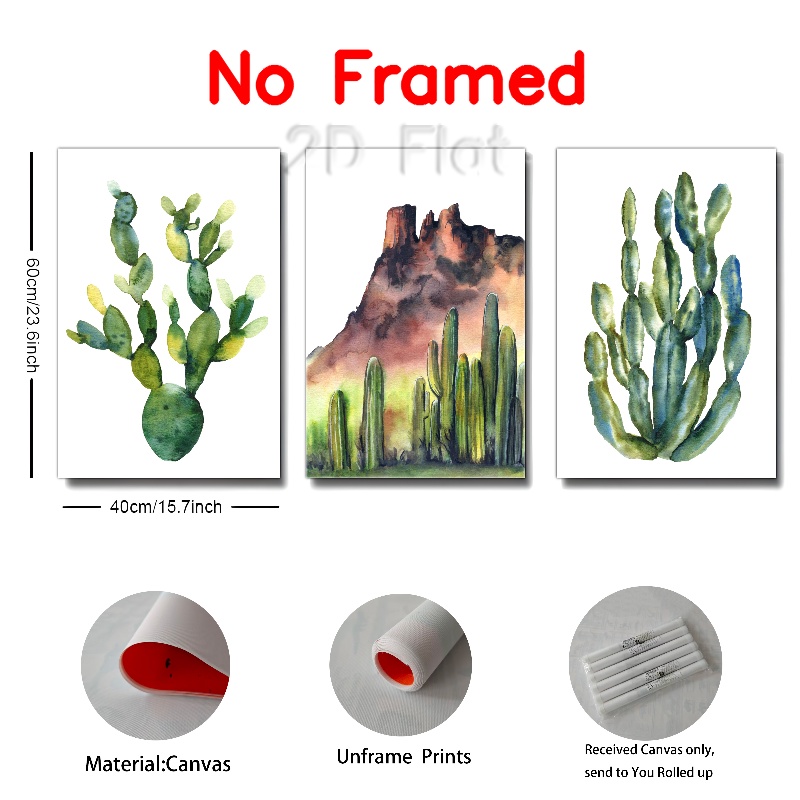 No Framed
2D Flat
60cm/23.6inch
40cm/15.7inch
Material:Canvas
Unframe Prints
Received Canvas only,
send to You Rolled up